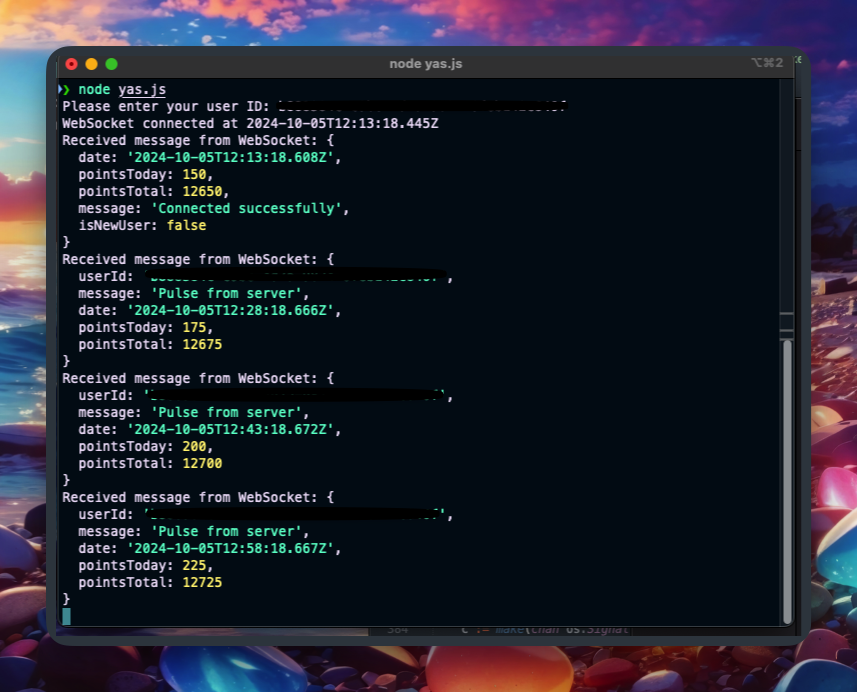 node yas.js
⌥⌘2
❯ node yas.js
Please enter your user ID:
WebSocket connected at 2024-10-05T12:13:18.445Z
Received message from WebSocket: {
  date: '2024-10-05T12:13:18.608Z',
  pointsToday: 150,
  pointsTotal: 12650,
  message: 'Connected successfully',
  isNewUser: false
}
Received message from WebSocket: {
  userId: ',
  message: 'Pulse from server',
  date: '2024-10-05T12:28:18.666Z',
  pointsToday: 175,
  pointsTotal: 12675
}
Received message from WebSocket: {
  userId: '',
  message: 'Pulse from server',
  date: '2024-10-05T12:43:18.672Z',
  pointsToday: 200,
  pointsTotal: 12700
}
Received message from WebSocket: {
  userId: '',
  message: 'Pulse from server',
  date: '2024-10-05T12:58:18.667Z',
  pointsToday: 225,
  pointsTotal: 12725
}
384 c := make(chan os.Signal